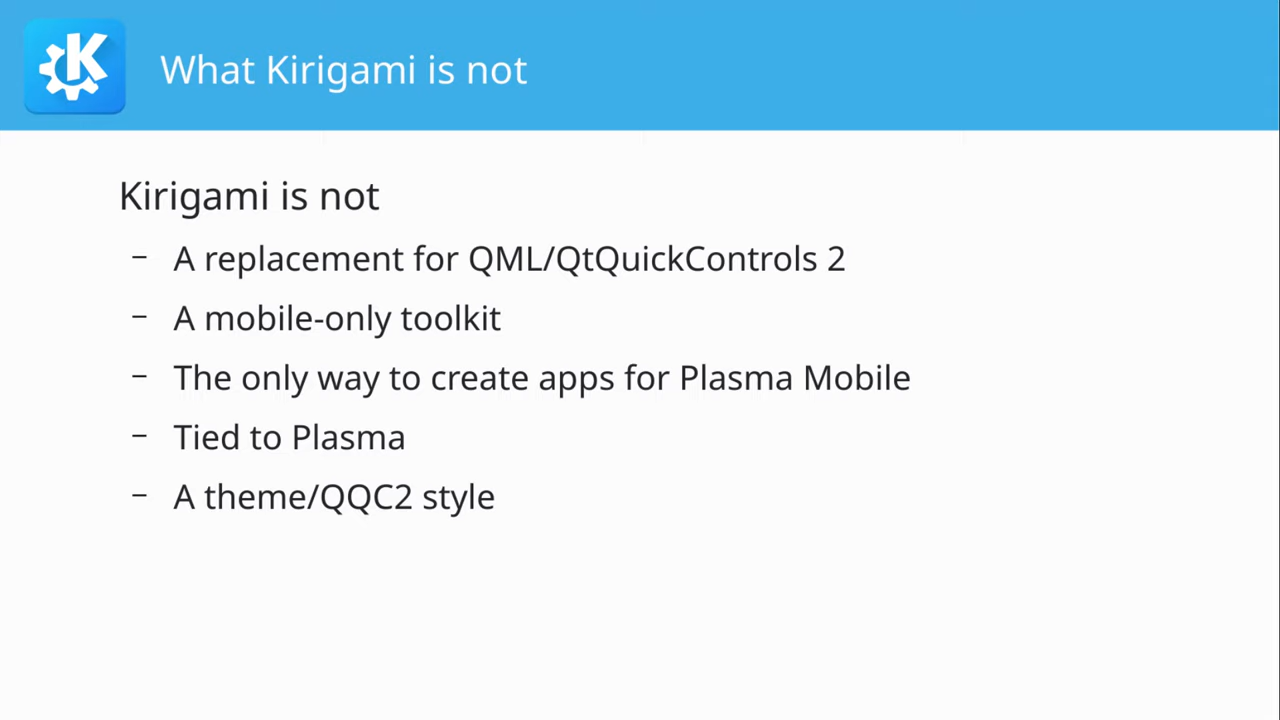 What Kirigami is not
Kirigami is not
– A replacement for QML/QtQuickControls 2
– A mobile-only toolkit
– The only way to create apps for Plasma Mobile
– Tied to Plasma
– A theme/QQC2 style